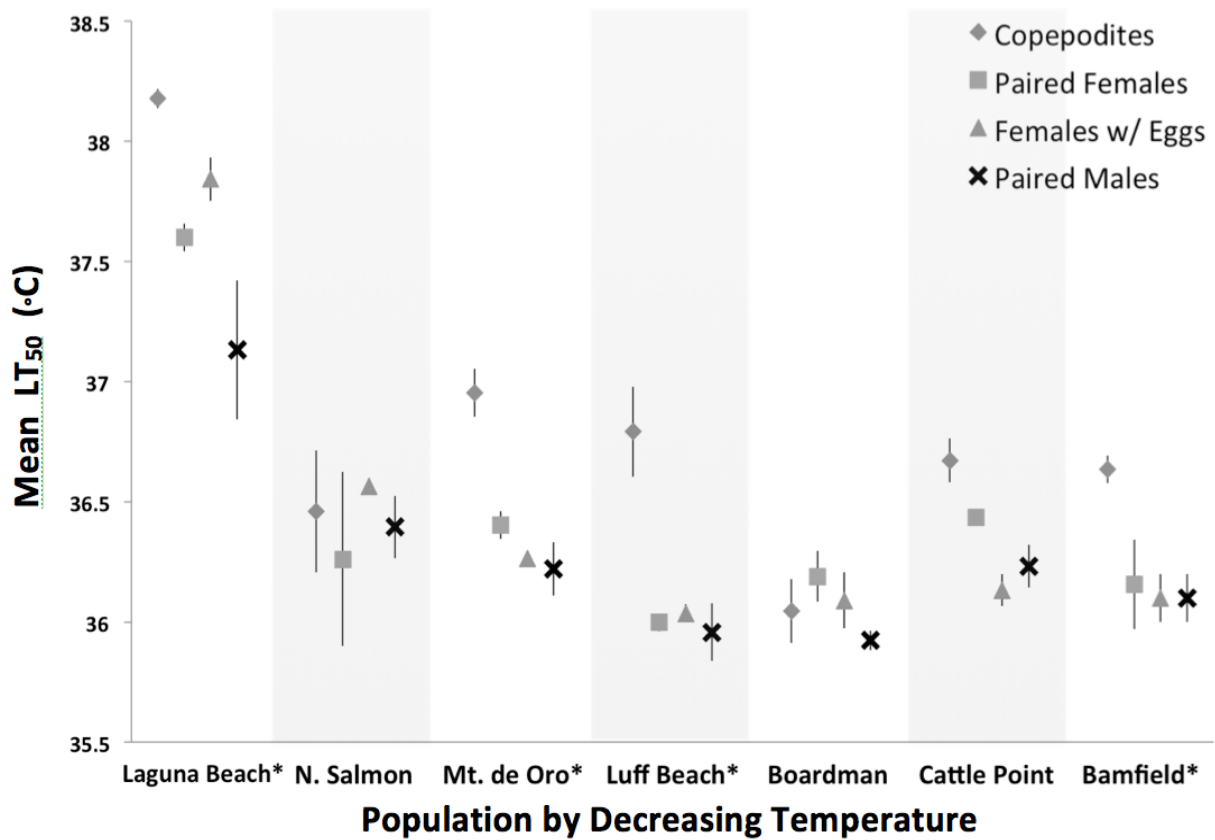 38.5
38
37.5
37
36.5
36
35.5
Mean LT50 (◦C)
Copepodites
Paired Females
Females w/ Eggs
Paired Males
Laguna Beach* N. Salmon Mt. de Oro* Luff Beach* Boardman Cattle Point Bamfield*
Population by Decreasing Temperature